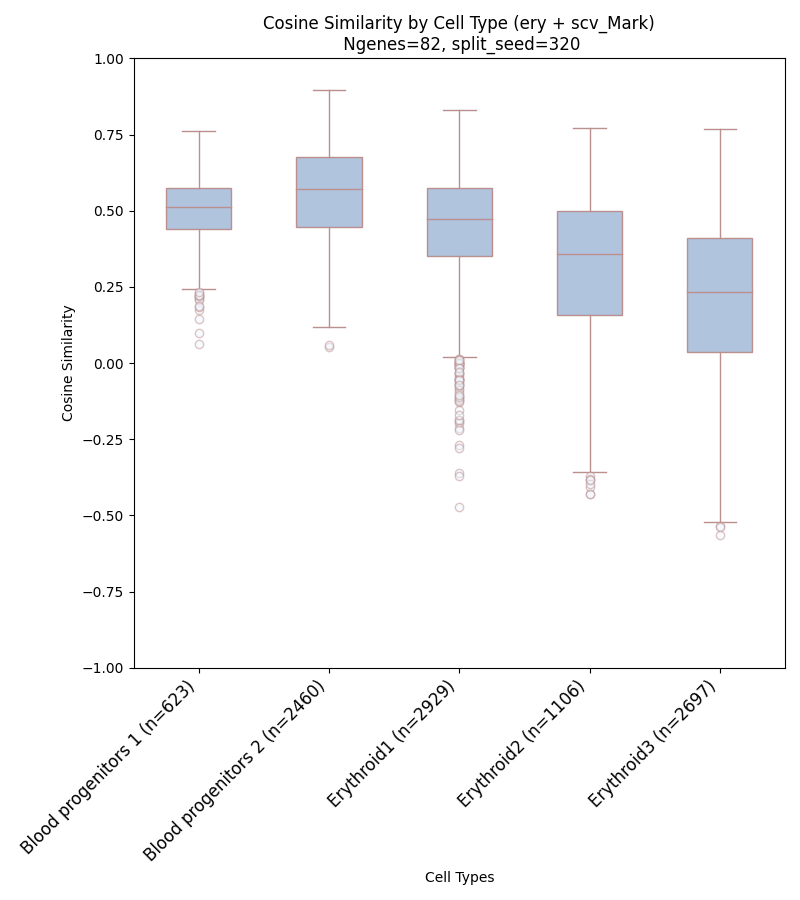 Cosine Similarity by Cell Type (ery + scv_Mark)
Ngenes=82, split_seed=320
1.00
0.75
0.50
0.25
0.00
−0.25
−0.50
−0.75
−1.00
Cosine Similarity
Blood progenitors 1 (n=623)
Blood progenitors 2 (n=2460)
Erythroid1 (n=2929)
Erythroid2 (n=1106)
Erythroid3 (n=2697)
Cell Types